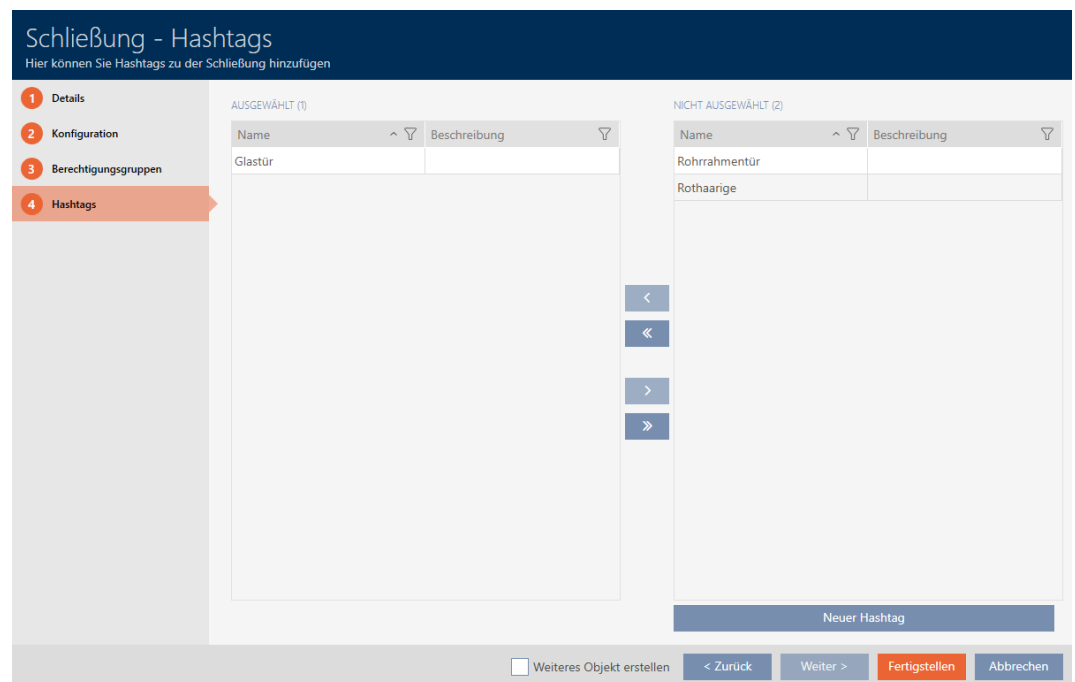 Schließung - Hashtags
Hier können Sie Hashtags zu der Schließung hinzufügen
1 Details
2 Konfiguration
3 Berechtigungsgruppen
4 Hashtags
AUSGEWÄHLT (1)
Name Beschreibung
Glastür
NICHT AUSGEWÄHLT (2)
Name Beschreibung
Rohrrahmentür
Rothaarige
Neuer Hashtag
Weiteres Objekt erstellen < Zurück Weiter > Fertigstellen Abbrechen